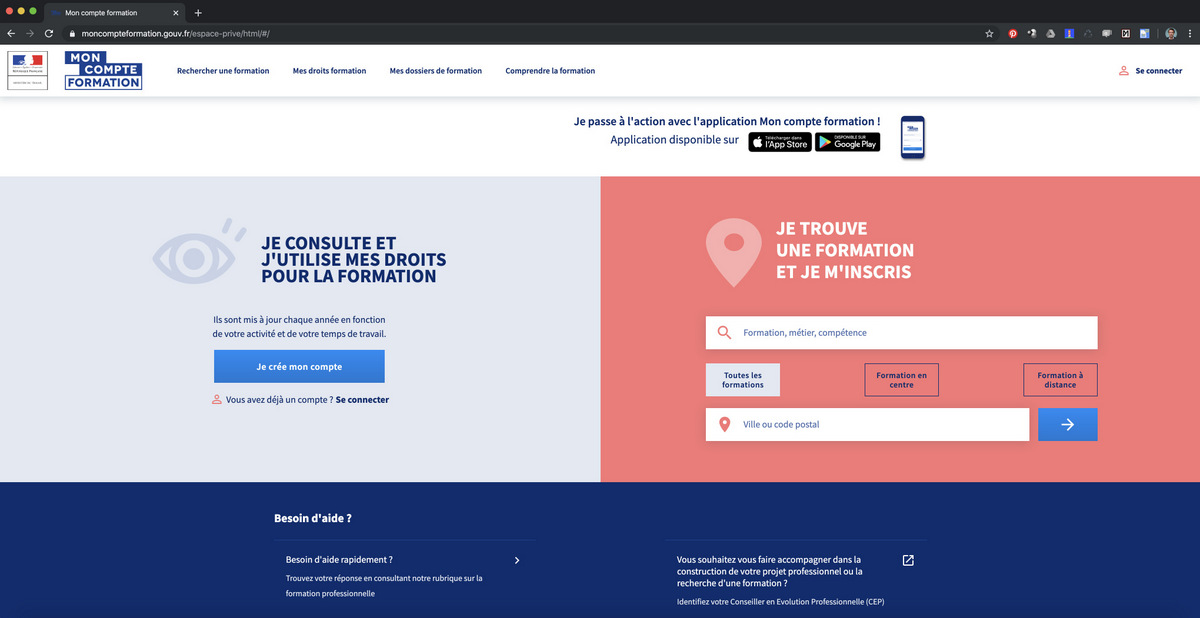 Mon compte formation
moncompteformation.gouv.fr/espace-prive/html/#/
RÉPUBLIQUE FRANÇAISE
MON
COMPTE
FORMATION
Rechercher une formation
Mes droits formation
Mes dossiers de formation
Comprendre la formation
Se connecter
Je passe à l'action avec l'application Mon compte formation !
Application disponible sur
Télécharger dans
l'App Store
DISPONIBLE SUR
Google Play
JE CONSULTE ET
J'UTILISE MES DROITS
POUR LA FORMATION
Ils sont mis à jour chaque année en fonction
de votre activité et de votre temps de travail.
Je crée mon compte
Vous avez déjà un compte ? Se connecter
JE TROUVE
UNE FORMATION
ET JE M'INSCRIS
Formation, métier, compétence
Toutes les
formations
Formation en
centre
Formation à
distance
Ville ou code postal
Besoin d'aide ?
Besoin d'aide rapidement ?
Trouvez votre réponse en consultant notre rubrique sur la
formation professionnelle
Vous souhaitez vous faire accompagner dans la
construction de votre projet professionnel ou la
recherche d'une formation ?
Identifiez votre Conseiller en Evolution Professionnelle (CEP)